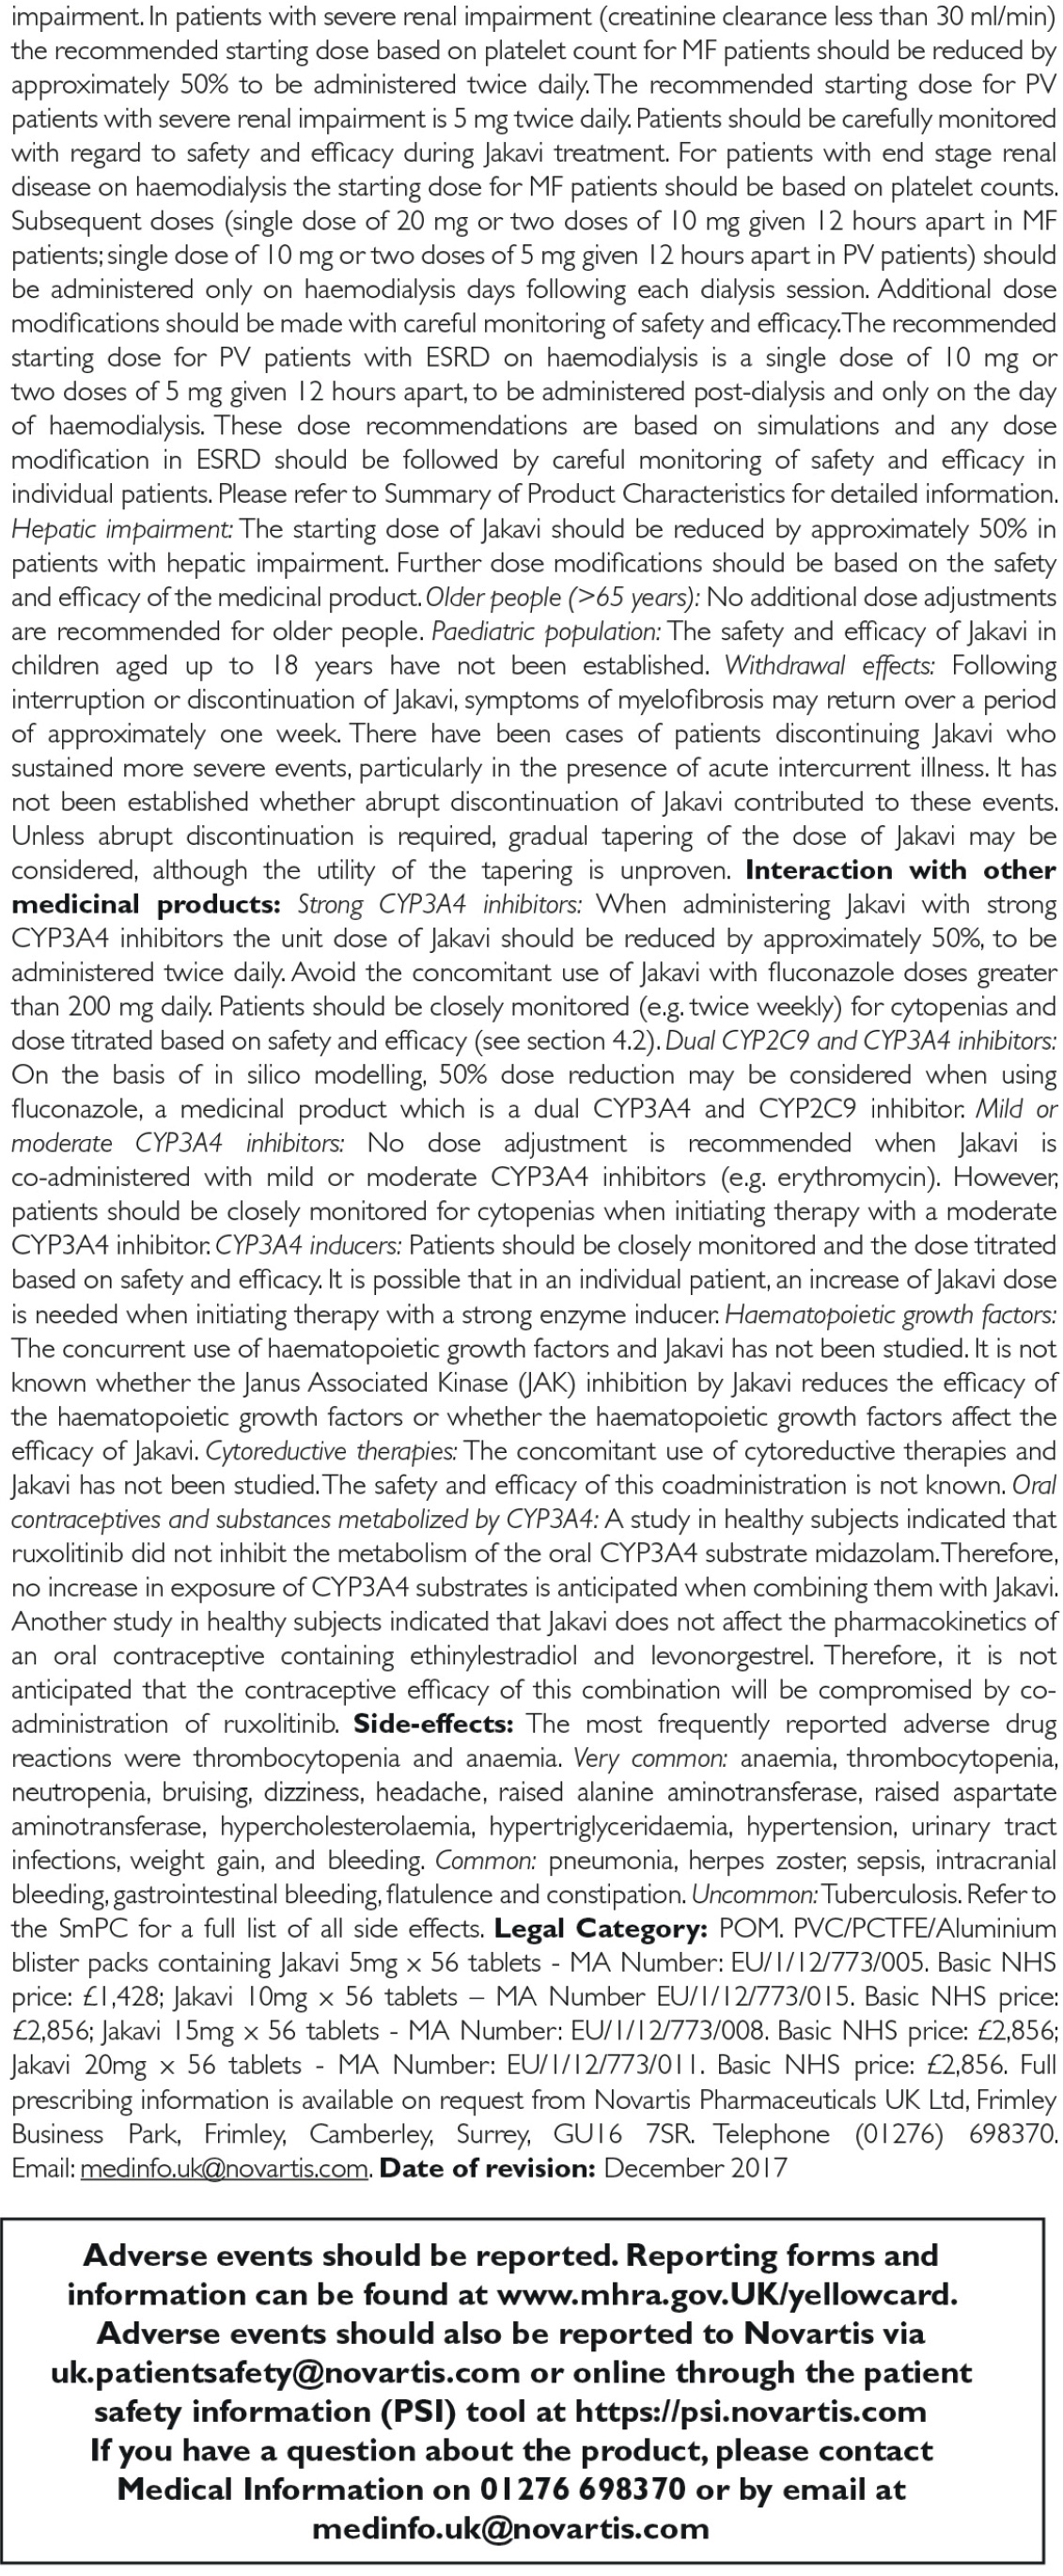 impairment. In patients with severe renal impairment (creatinine clearance less than 30 ml/min)
the recommended starting dose based on platelet count for MF patients should be reduced by
approximately 50% to be administered twice daily. The recommended starting dose for PV
patients with severe renal impairment is 5 mg twice daily. Patients should be carefully monitored
with regard to safety and efficacy during Jakavi treatment. For patients with end stage renal
disease on haemodialysis the starting dose for MF patients should be based on platelet counts.
Subsequent doses (single dose of 20 mg or two doses of 10 mg given 12 hours apart in MF
patients; single dose of 10 mg or two doses of 5 mg given 12 hours apart in PV patients) should
be administered only on haemodialysis days following each dialysis session. Additional dose
modifications should be made with careful monitoring of safety and efficacy.The recommended
starting dose for PV patients with ESRD on haemodialysis is a single dose of 10 mg or
two doses of 5 mg given 12 hours apart, to be administered post-dialysis and only on the day
of haemodialysis. These dose recommendations are based on simulations and any dose
modification in ESRD should be followed by careful monitoring of safety and efficacy in
individual patients. Please refer to Summary of Product Characteristics for detailed information.
Hepatic impairment: The starting dose of Jakavi should be reduced by approximately 50% in
patients with hepatic impairment. Further dose modifications should be based on the safety
and efficacy of the medicinal product. Older people (>65 years): No additional dose adjustments
are recommended for older people. Paediatric population: The safety and efficacy of Jakavi in
children aged up to 18 years have not been established. Withdrawal effects: Following
interruption or discontinuation of Jakavi, symptoms of myelofibrosis may return over a period
of approximately one week. There have been cases of patients discontinuing Jakavi who
sustained more severe events, particularly in the presence of acute intercurrent illness. It has
not been established whether abrupt discontinuation of Jakavi contributed to these events.
Unless abrupt discontinuation is required, gradual tapering of the dose of Jakavi may be
considered, although the utility of the tapering is unproven. Interaction with other
medicinal products: Strong CYP3A4 inhibitors: When administering Jakavi with strong
CYP3A4 inhibitors the unit dose of Jakavi should be reduced by approximately 50%, to be
administered twice daily. Avoid the concomitant use of Jakavi with fluconazole doses greater
than 200 mg daily. Patients should be closely monitored (e.g. twice weekly) for cytopenias and
dose titrated based on safety and efficacy (see section 4.2). Dual CYP2C9 and CYP3A4 inhibitors:
On the basis of in silico modelling, 50% dose reduction may be considered when using
fluconazole, a medicinal product which is a dual CYP3A4 and CYP2C9 inhibitor. Mild or
moderate CYP3A4 inhibitors: No dose adjustment is recommended when Jakavi is
co-administered with mild or moderate CYP3A4 inhibitors (e.g. erythromycin). However,
patients should be closely monitored for cytopenias when initiating therapy with a moderate
CYP3A4 inhibitor. CYP3A4 inducers: Patients should be closely monitored and the dose titrated
based on safety and efficacy. It is possible that in an individual patient, an increase of Jakavi dose
is needed when initiating therapy with a strong enzyme inducer. Haematopoietic growth factors:
The concurrent use of haematopoietic growth factors and Jakavi has not been studied. It is not
known whether the Janus Associated Kinase (JAK) inhibition by Jakavi reduces the efficacy of
the haematopoietic growth factors or whether the haematopoietic growth factors affect the
efficacy of Jakavi. Cytoreductive therapies: The concomitant use of cytoreductive therapies and
Jakavi has not been studied.The safety and efficacy of this coadministration is not known. Oral
contraceptives and substances metabolized by CYP3A4: A study in healthy subjects indicated that
ruxolitinib did not inhibit the metabolism of the oral CYP3A4 substrate midazolam.Therefore,
no increase in exposure of CYP3A4 substrates is anticipated when combining them with Jakavi.
Another study in healthy subjects indicated that Jakavi does not affect the pharmacokinetics of
an oral contraceptive containing ethinylestradiol and levonorgestrel. Therefore, it is not
anticipated that the contraceptive efficacy of this combination will be compromised by co-
administration of ruxolitinib. Side-effects: The most frequently reported adverse drug
reactions were thrombocytopenia and anaemia. Very common: anaemia, thrombocytopenia,
neutropenia, bruising, dizziness, headache, raised alanine aminotransferase, raised aspartate
aminotransferase, hypercholesterolaemia, hypertriglyceridaemia, hypertension, urinary tract
infections, weight gain, and bleeding. Common: pneumonia, herpes zoster, sepsis, intracranial
bleeding, gastrointestinal bleeding, flatulence and constipation. Uncommon: Tuberculosis. Refer to
the SmPC for a full list of all side effects. Legal Category: POM. PVC/PCTFE/Aluminium
blister packs containing Jakavi 5mg x 56 tablets - MA Number: EU/1/12/773/005. Basic NHS
price: £1,428; Jakavi 10mg x 56 tablets – MA Number EU/1/12/773/015. Basic NHS price:
£2,856; Jakavi 15mg x 56 tablets - MA Number: EU/1/12/773/008. Basic NHS price: £2,856;
Jakavi 20mg x 56 tablets - MA Number: EU/1/12/773/011. Basic NHS price: £2,856. Full
prescribing information is available on request from Novartis Pharmaceuticals UK Ltd, Frimley
Business Park, Frimley, Camberley, Surrey, GU16 7SR. Telephone (01276) 698370.
Email: medinfo.uk@novartis.com. Date of revision: December 2017
Adverse events should be reported. Reporting forms and
information can be found at www.mhra.gov.UK/yellowcard.
Adverse events should also be reported to Novartis via
uk.patientsafety@novartis.com or online through the patient
safety information (PSI) tool at https://psi.novartis.com
If you have a question about the product, please contact
Medical Information on 01276 698370 or by email at
medinfo.uk@novartis.com